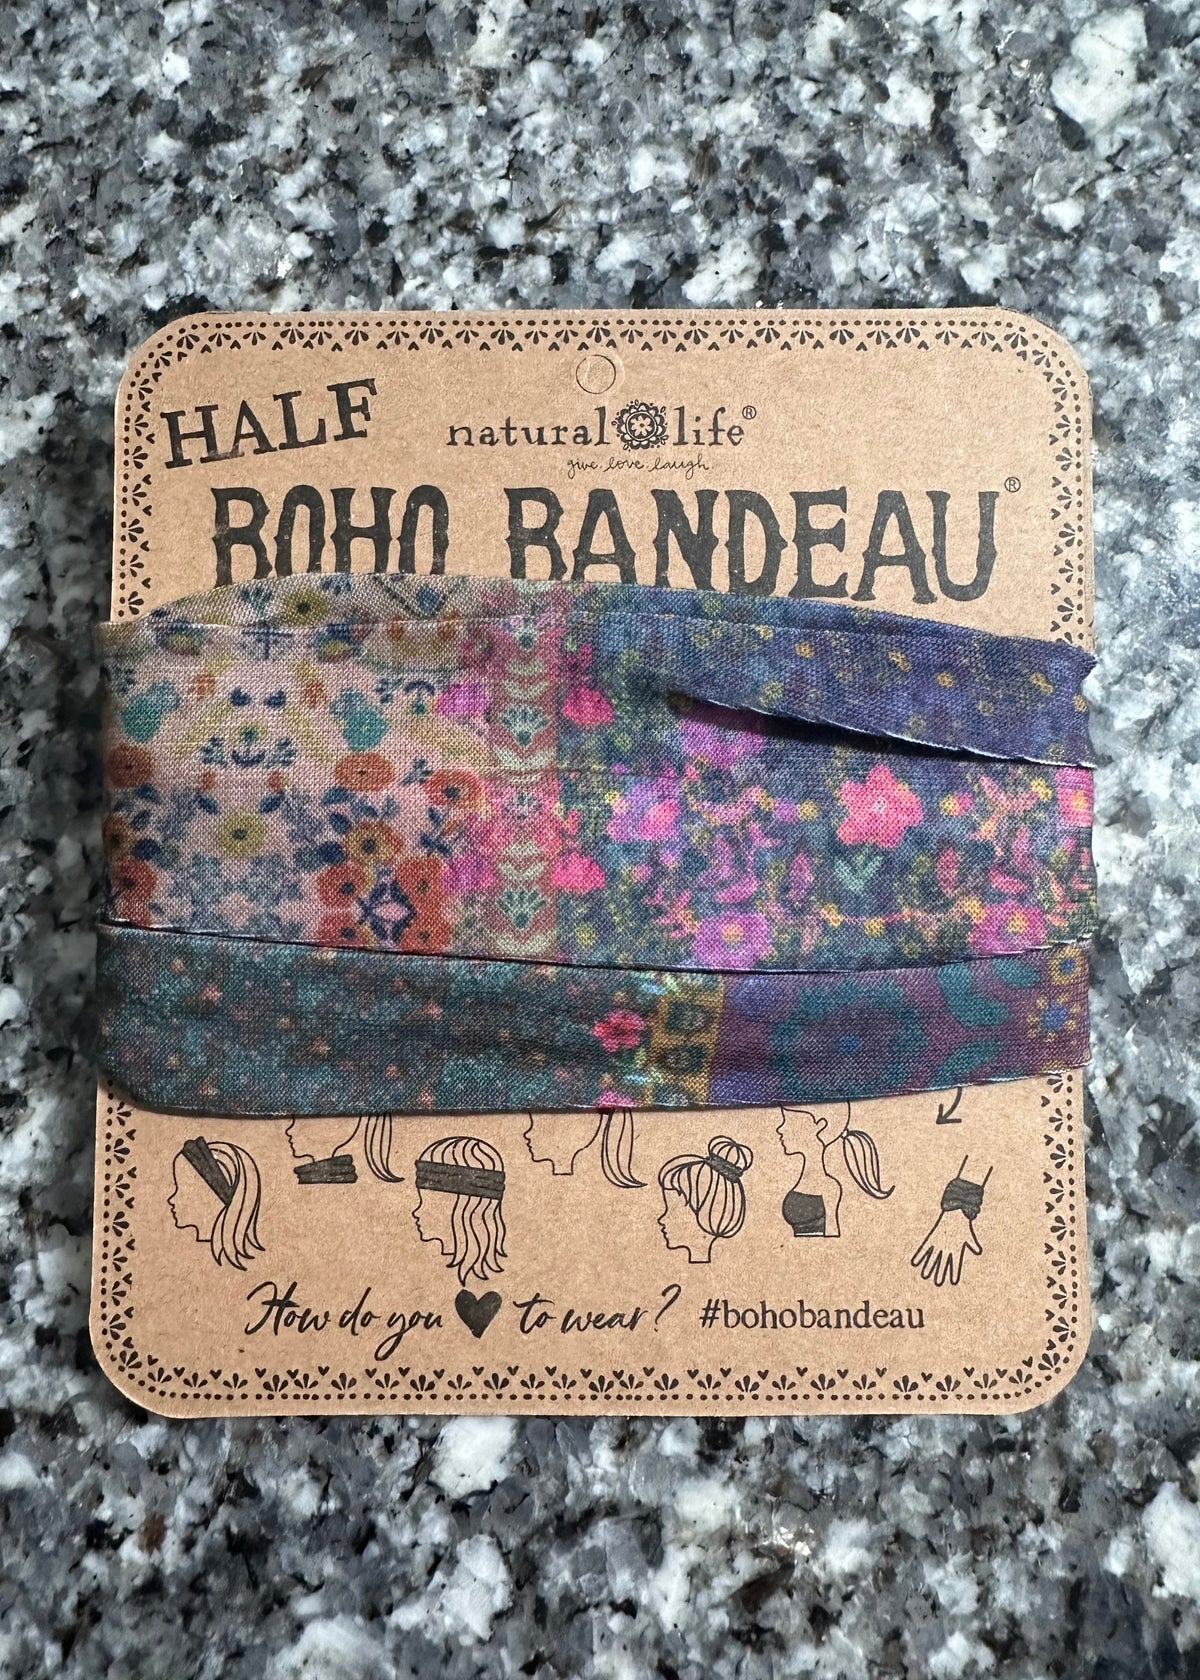 HALF
natural life®
give.love.laugh.
BOHO BANDEAU®
How do you ♥ to wear? #bohobandeau